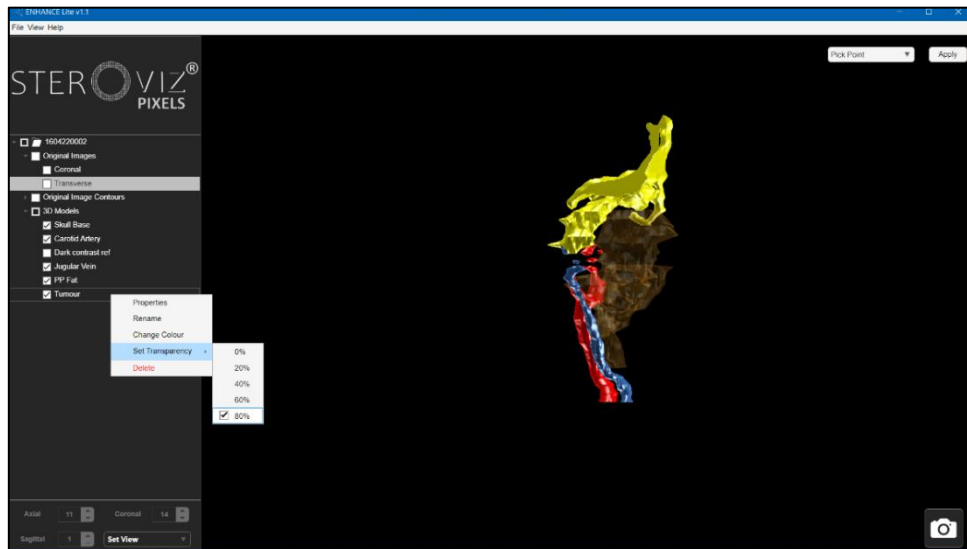 ENHANCE Lite v1.1
File View Help
STEROVIZ®
PIXELS
Pick Point
Apply
1604220002
Original Images
Coronal
Transverse
Original Image Contours
3D Models
Skull Base
Carotid Artery
Dark contrast ref
Jugular Vein
PP Fat
Tumour
Properties
Rename
Change Colour
Set Transparency
Delete
0%
20%
40%
60%
80%
Axial 11 Coronal 14
Sagittal 1 Set View